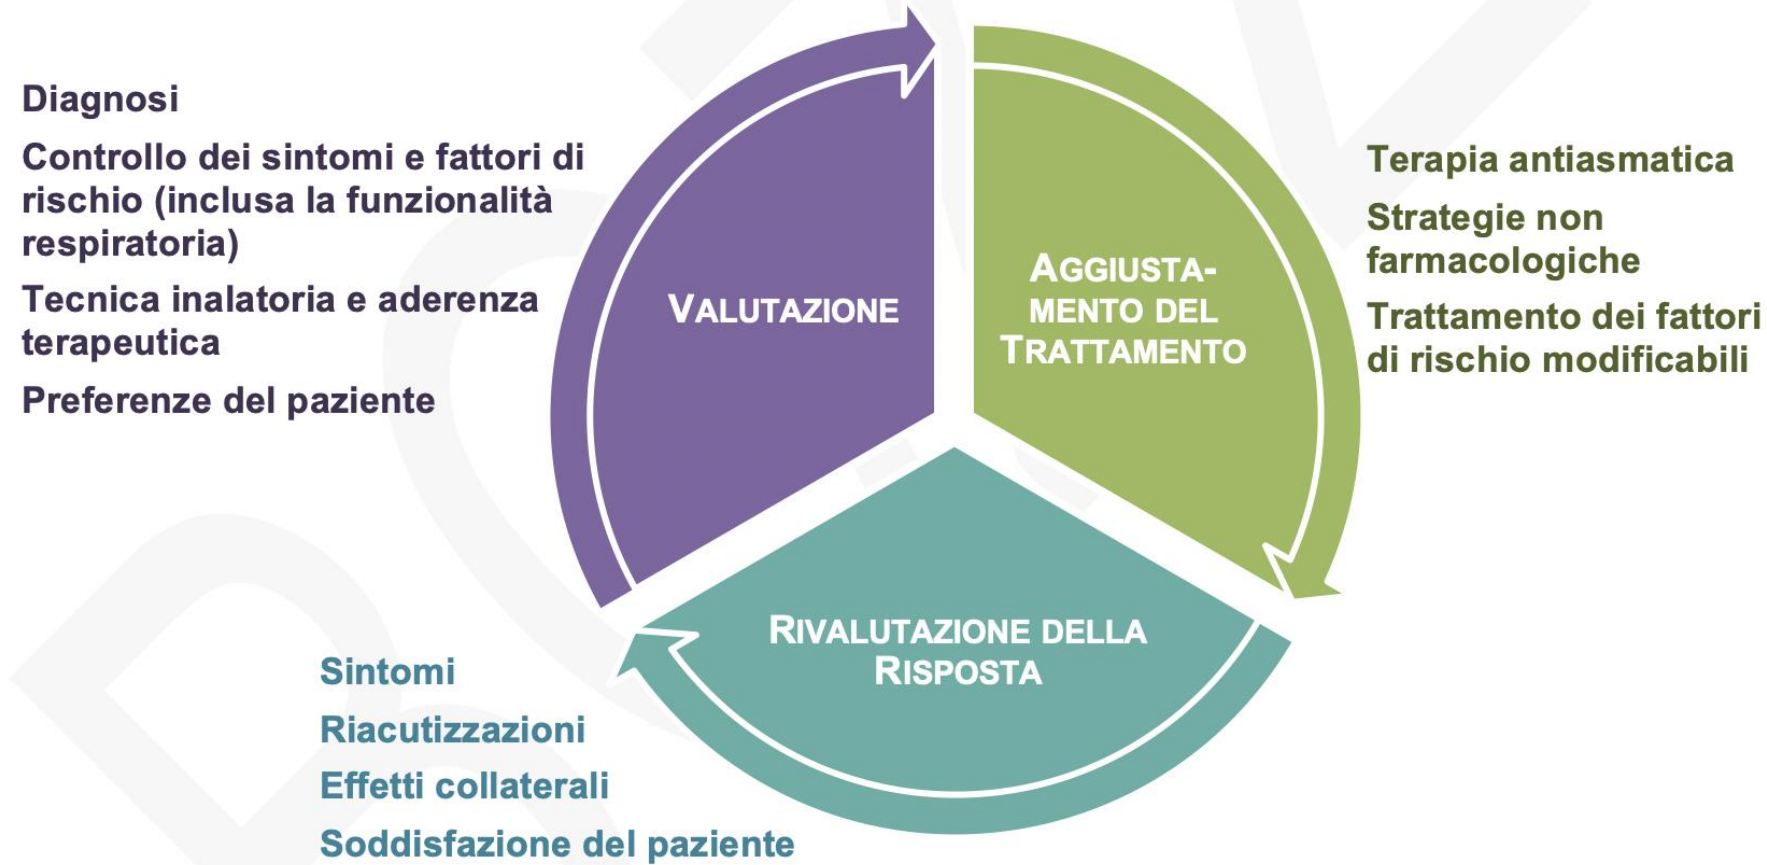 Diagnosi
Controllo dei sintomi e fattori di
rischio (inclusa la funzionalità
respiratoria)
Tecnica inalatoria e aderenza
terapeutica
Preferenze del paziente
VALUTAZIONE
AGGIUSTA-
MENTO DEL
TRATTAMENTO
Terapia antiasmatica
Strategie non
farmacologiche
Trattamento dei fattori
di rischio modificabili
RIVALUTAZIONE DELLA
RISPOSTA
Sintomi
Riacutizzazioni
Effetti collaterali
Soddisfazione del paziente